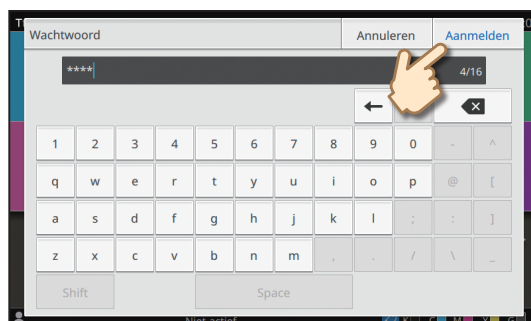 Wachtwoord Annuleren Aanmelden
**** 4/16
←
1 2 3 4 5 6 7 8 9 0 - ^
q w e r t y u i o p @ [
a s d f g h j k l ; : ]
z x c v b n m , . / \ _
Shift Space
Niet actief K C M Y G